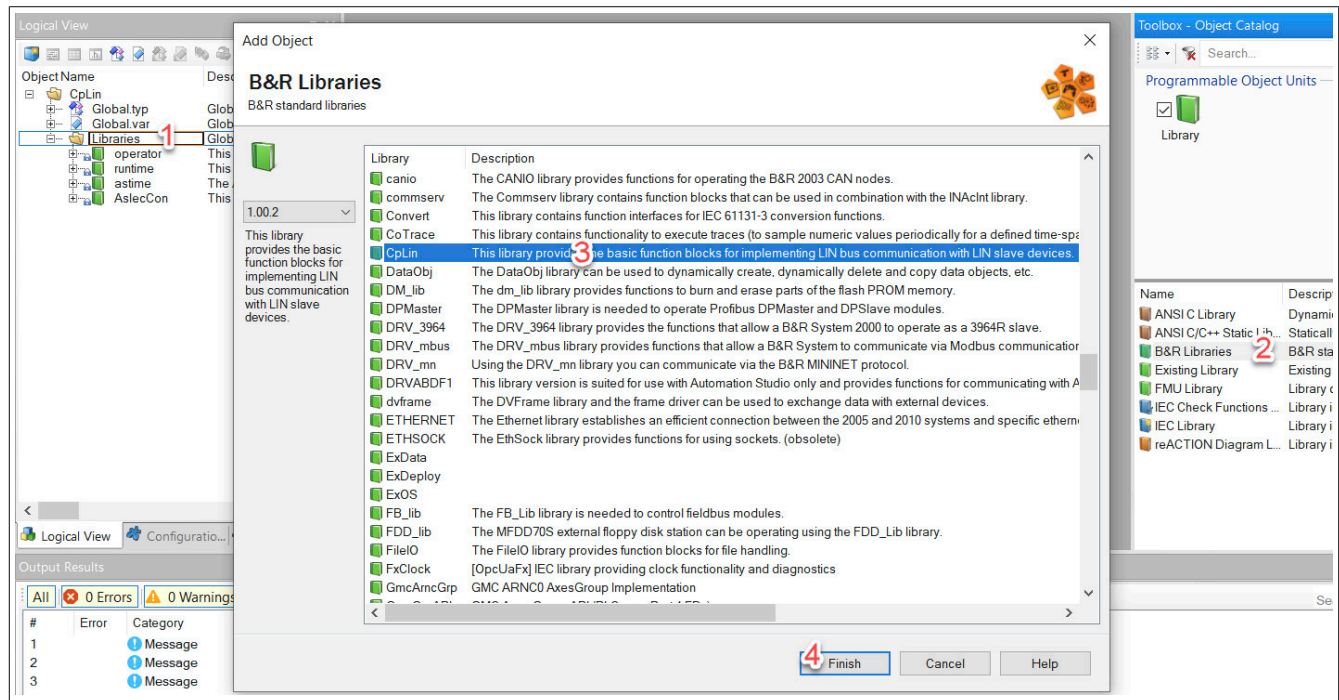 Logical View
Object Name Desc
CpLin
Global.typ Glob
Global.var Glob
Libraries Glob
1
operator This
runtime This
astime The
AslecCon This
Logical View Configuratio...
Add Object
B&R Libraries
B&R standard libraries
1.00.2
This library
provides the basic
function blocks for
implementing LIN
bus communication
with LIN slave
devices.
Library Description
canio The CANIO library provides functions for operating the B&R 2003 CAN nodes.
commserv The Commserv library contains function blocks that can be used in combination with the INAclnt library.
Convert This library contains function interfaces for IEC 61131-3 conversion functions.
CoTrace This library contains functionality to execute traces (to sample numeric values periodically for a defined time-spa
CpLin This library provid he basic function blocks for implementing LIN bus communication with LIN slave devices.
3
DataObj The DataObj library can be used to dynamically create, dynamically delete and copy data objects, etc.
DM_lib The dm_lib library provides functions to burn and erase parts of the flash PROM memory.
DPMaster The DPMaster library is needed to operate Profibus DPMaster and DPSlave modules.
DRV_3964 The DRV_3964 library provides the functions that allow a B&R System 2000 to operate as a 3964R slave.
DRV_mbus The DRV_mbus library provides functions that allow a B&R System to communicate via Modbus communication
DRV_mn Using the DRV_mn library you can communicate via the B&R MININET protocol.
DRVABDF1 This library version is suited for use with Automation Studio only and provides functions for communicating with A
dvframe The DVFrame library and the frame driver can be used to exchange data with external devices.
ETHERNET The Ethernet library establishes an efficient connection between the 2005 and 2010 systems and specific ethern
ETHSOCK The EthSock library provides functions for using sockets. (obsolete)
ExData
ExDeploy
ExOS
FB_lib The FB_Lib library is needed to control fieldbus modules.
FDD_lib The MFDD70S external floppy disk station can be operating using the FDD_Lib library.
FileIO The FileIO library provides function blocks for file handling.
FxClock [OpcUaFx] IEC library providing clock functionality and diagnostics
GmcArncGrp GMC ARNC0 AxesGroup Implementation
4
Finish Cancel Help
Toolbox - Object Catalog
Search...
Programmable Object Units
Library
Name Descrip
ANSI C Library Dynami
ANSI C/C++ Static Lib... Staticall
B&R Libraries B&R sta
2
Existing Library Existing
FMU Library Library c
IEC Check Functions ... Library i
IEC Library Library i
reACTION Diagram L... Library i
Output Results
All 0 Errors 0 Warnings
Se
# Error Category
1 Message
2 Message
3 Message